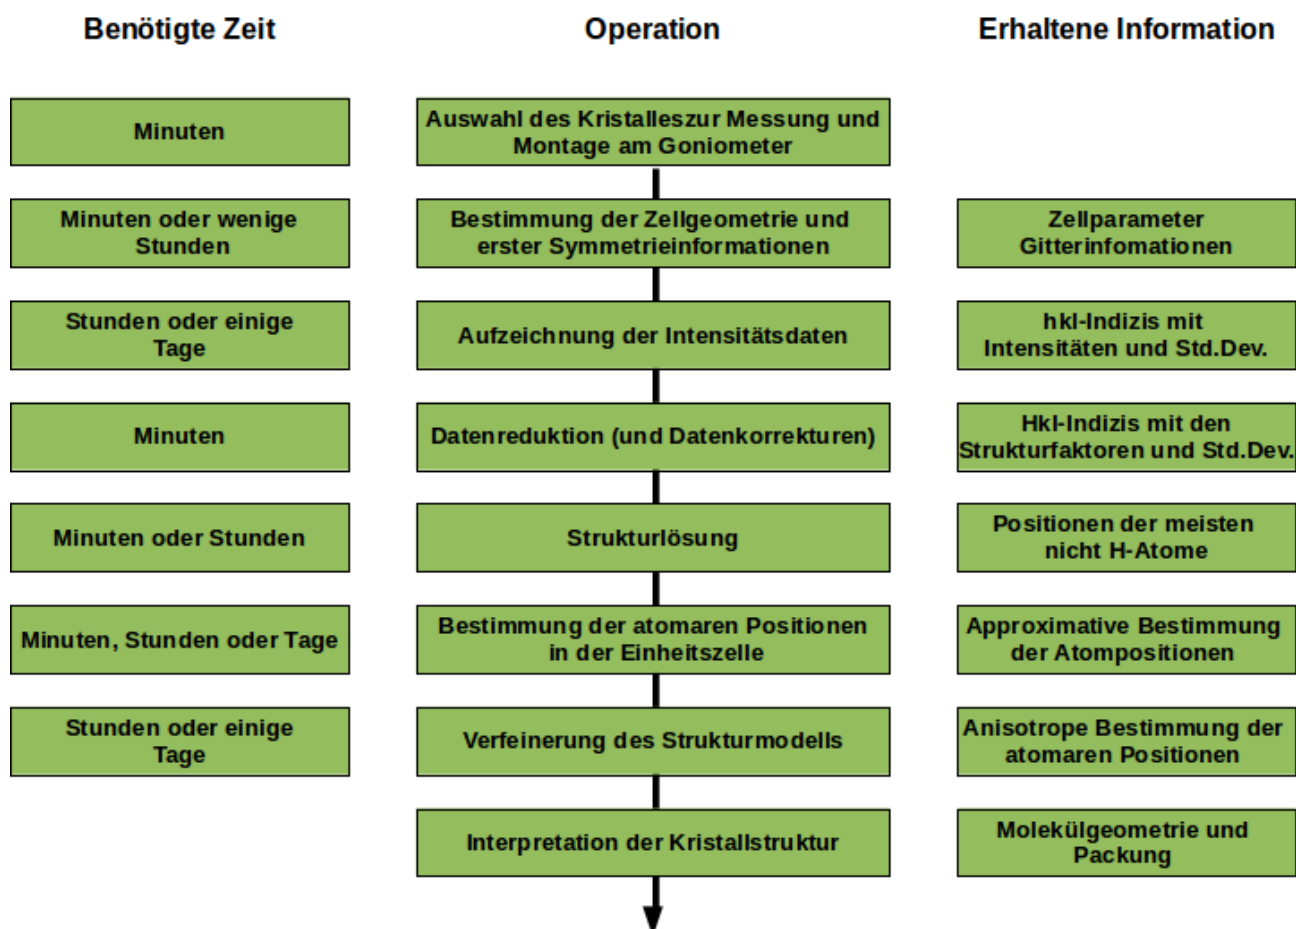 Benötigte Zeit
Operation
Erhaltene Information
Minuten
Auswahl des Kristalleszur Messung und
Montage am Goniometer
Minuten oder wenige
Stunden
Bestimmung der Zellgeometrie und
erster Symmetrieinformationen
Zellparameter
Gitterinfomationen
Stunden oder einige
Tage
Aufzeichnung der Intensitätsdaten
hkl-Indizis mit
Intensitäten und Std.Dev.
Minuten
Datenreduktion (und Datenkorrekturen)
Hkl-Indizis mit den
Strukturfaktoren und Std.Dev.
Minuten oder Stunden
Strukturlösung
Positionen der meisten
nicht H-Atome
Minuten, Stunden oder Tage
Bestimmung der atomaren Positionen
in der Einheitszelle
Approximative Bestimmung
der Atompositionen
Stunden oder einige
Tage
Verfeinerung des Strukturmodells
Anisotrope Bestimmung der
atomaren Positionen
Interpretation der Kristallstruktur
Molekülgeometrie und
Packung